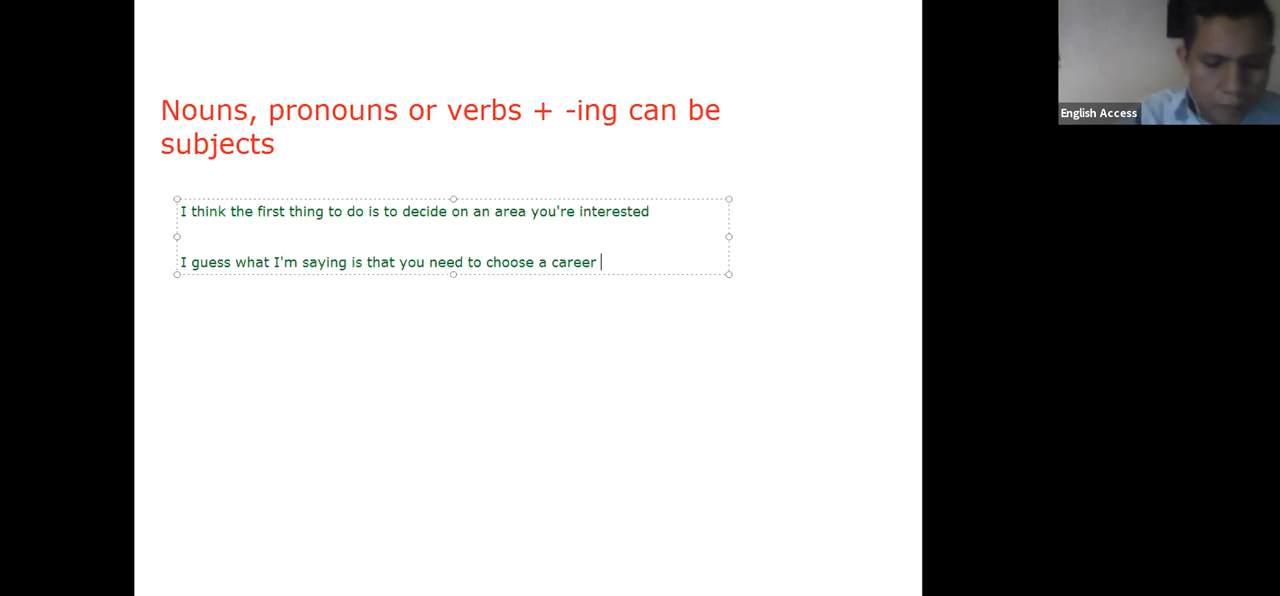 Nouns, pronouns or verbs + -ing can be
subjects
I think the first thing to do is to decide on an area you're interested
I guess what I'm saying is that you need to choose a career
English Access